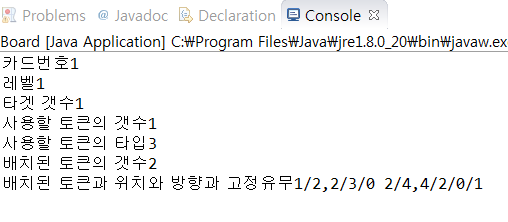 Problems @ Javadoc Declaration Console
Board [Java Application] C:₩Program Files₩Java₩jre1.8.0_20₩bin₩javaw.ex
카드번호1
레벨1
타겟 갯수1
사용할 토큰의 갯수1
사용할 토큰의 타입3
배치된 토큰의 갯수2
배치된 토큰과 위치와 방향과 고정유무1/2,2/3/0 2/4,4/2/0/1